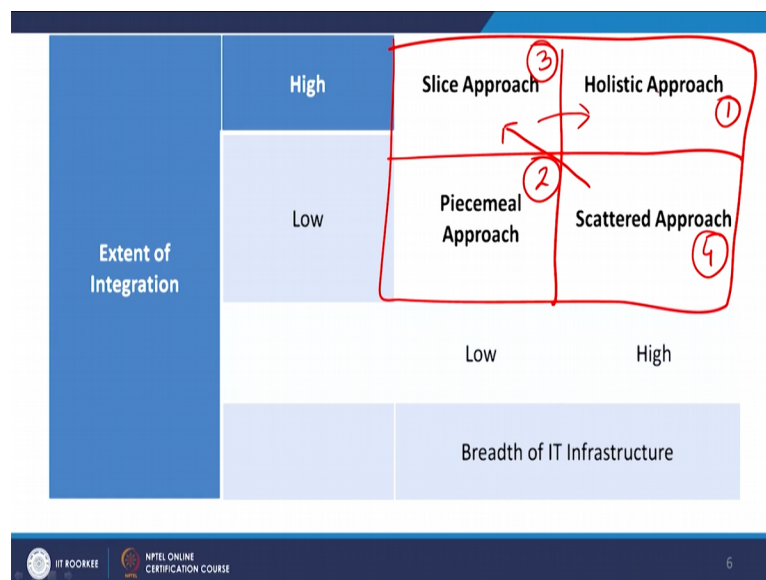 High
Slice Approach
3
Holistic Approach
1
Extent of
Integration
Low
Piecemeal
Approach
2
Scattered Approach
4
Low
High
Breadth of IT Infrastructure
IIT ROORKEE
NPTEL ONLINE
CERTIFICATION COURSE
6